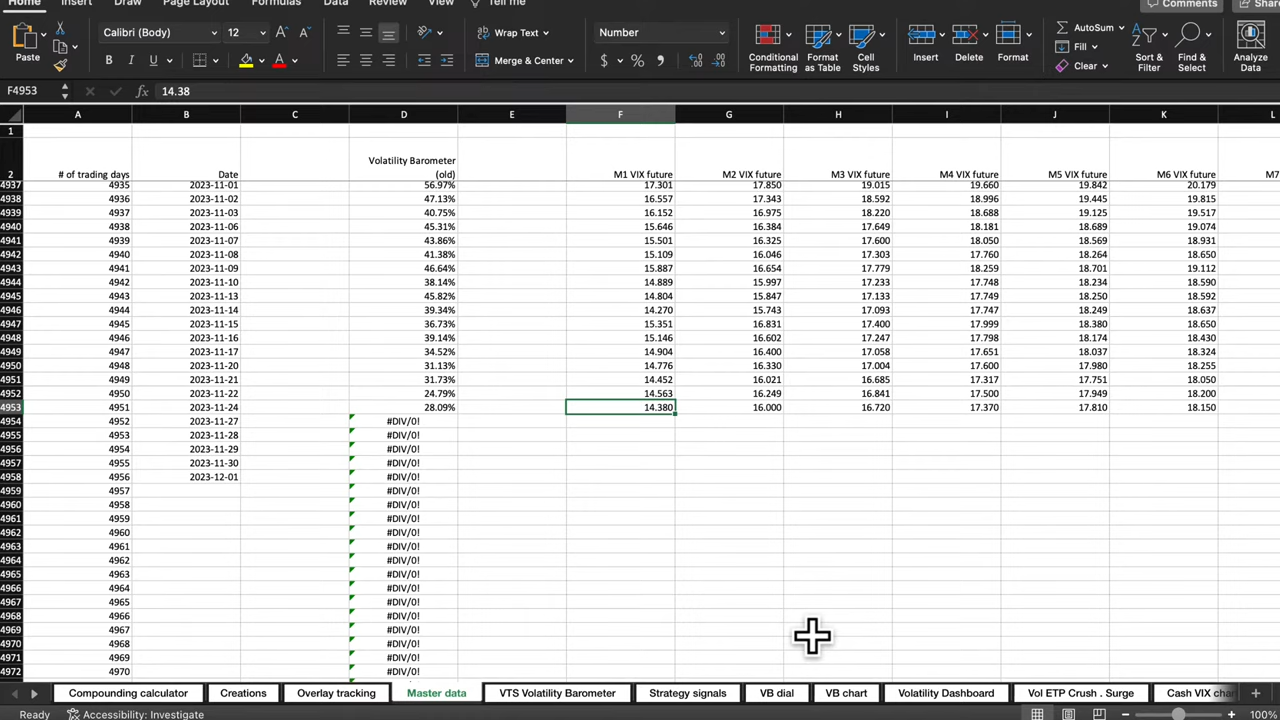 Home Insert Draw Page Layout Formulas Data Review View Tell me Comments Share
Paste Calibri (Body) 12 Wrap Text Number Conditional Formatting Format as Table Cell Styles Insert Delete Format AutoSum Sort & Filter Find & Select Analyze Data
B I U A Merge & Center $ % Fill
Clear
F4953 fx 14.38
A B C D E F G H I J K L
1
2 # of trading days Date Volatility Barometer (old) M1 VIX future M2 VIX future M3 VIX future M4 VIX future M5 VIX future M6 VIX future M7
4937 4935 2023-11-01 56.97% 17.301 17.850 19.015 19.660 19.842 20.179
4938 4936 2023-11-02 47.13% 16.557 17.343 18.592 18.996 19.445 19.815
4939 4937 2023-11-03 40.75% 16.152 16.975 18.220 18.688 19.125 19.517
4940 4938 2023-11-06 45.31% 15.646 16.384 17.649 18.181 18.689 19.074
4941 4939 2023-11-07 43.86% 15.501 16.325 17.600 18.050 18.569 18.931
4942 4940 2023-11-08 41.38% 15.109 16.046 17.303 17.760 18.264 18.650
4943 4941 2023-11-09 46.64% 15.887 16.654 17.779 18.259 18.701 19.112
4944 4942 2023-11-10 38.14% 14.889 15.997 17.233 17.748 18.234 18.590
4945 4943 2023-11-13 45.82% 14.804 15.847 17.133 17.749 18.250 18.592
4946 4944 2023-11-14 39.34% 14.270 15.743 17.093 17.747 18.249 18.637
4947 4945 2023-11-15 36.73% 15.351 16.831 17.400 17.999 18.380 18.650
4948 4946 2023-11-16 39.14% 15.146 16.602 17.247 17.798 18.174 18.430
4949 4947 2023-11-17 34.52% 14.904 16.400 17.058 17.651 18.037 18.324
4950 4948 2023-11-20 31.13% 14.776 16.330 17.004 17.600 17.980 18.255
4951 4949 2023-11-21 31.73% 14.452 16.021 16.685 17.317 17.751 18.050
4952 4950 2023-11-22 24.79% 14.563 16.249 16.841 17.500 17.949 18.200
4953 4951 2023-11-24 28.09% 14.380 16.000 16.720 17.370 17.810 18.150
4954 4952 2023-11-27 #DIV/0!
4955 4953 2023-11-28 #DIV/0!
4956 4954 2023-11-29 #DIV/0!
4957 4955 2023-11-30 #DIV/0!
4958 4956 2023-12-01 #DIV/0!
4959 4957 #DIV/0!
4960 4958 #DIV/0!
4961 4959 #DIV/0!
4962 4960 #DIV/0!
4963 4961 #DIV/0!
4964 4962 #DIV/0!
4965 4963 #DIV/0!
4966 4964 #DIV/0!
4967 4965 #DIV/0!
4968 4966 #DIV/0!
4969 4967 #DIV/0!
4970 4968 #DIV/0!
4971 4969 #DIV/0!
4972 4970 #DIV/0!
Compounding calculator Creations Overlay tracking Master data VTS Volatility Barometer Strategy signals VB dial VB chart Volatility Dashboard Vol ETP Crush . Surge Cash VIX char
Ready Accessibility: Investigate 100%